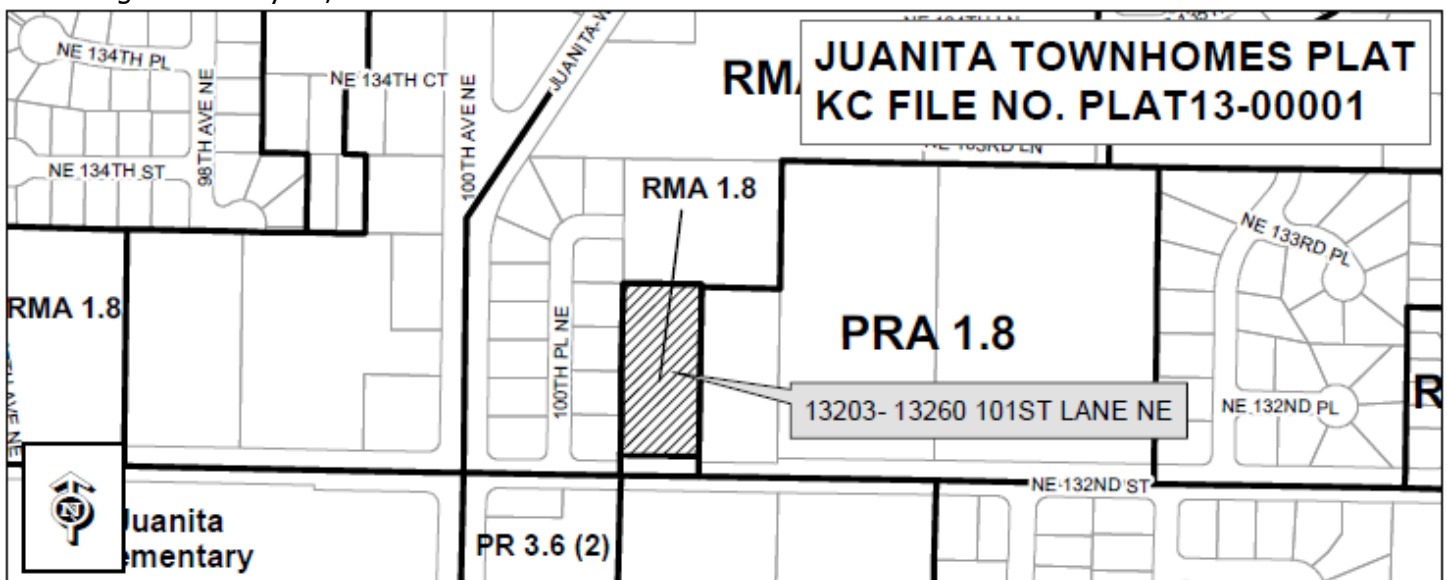 JUANITA TOWNHOMES PLAT
KC FILE NO. PLAT13-00001
NE 134TH PL
NE 134TH CT
98TH AVE NE
NE 134TH ST
100TH AVE NE
RMA 1.8
NE 133RD PL
RMA 1.8
100TH PL NE
PRA 1.8
13203- 13260 101ST LANE NE
NE 132ND PL
R
NE 132ND ST
N
Juanita
ementary
PR 3.6 (2)